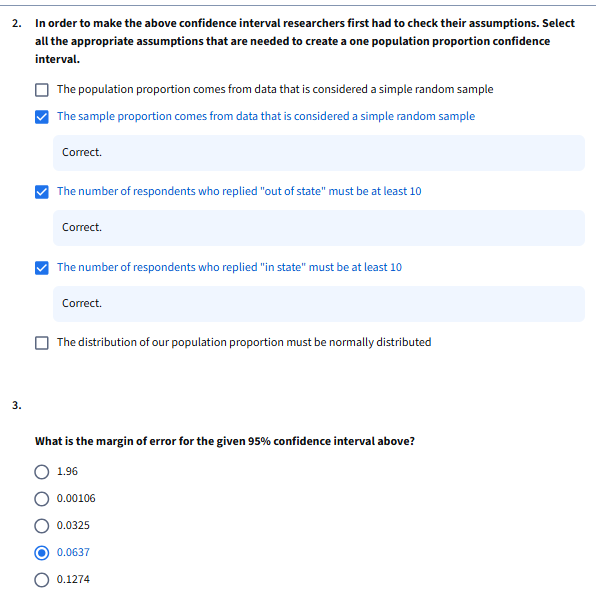 2. In order to make the above confidence interval researchers first had to check their assumptions. Select
all the appropriate assumptions that are needed to create a one population proportion confidence
interval.
The population proportion comes from data that is considered a simple random sample
The sample proportion comes from data that is considered a simple random sample
Correct.
The number of respondents who replied "out of state" must be at least 10
Correct.
The number of respondents who replied "in state" must be at least 10
Correct.
The distribution of our population proportion must be normally distributed
3.
What is the margin of error for the given 95% confidence interval above?
1.96
0.00106
0.0325
0.0637
0.1274